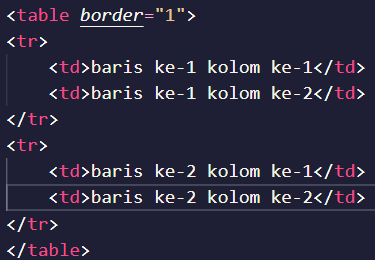 <table border="1">
<tr>
    <td>baris ke-1 kolom ke-1</td>
    <td>baris ke-1 kolom ke-2</td>
</tr>
<tr>
    <td>baris ke-2 kolom ke-1</td>
    <td>baris ke-2 kolom ke-2</td>
</tr>
</table>